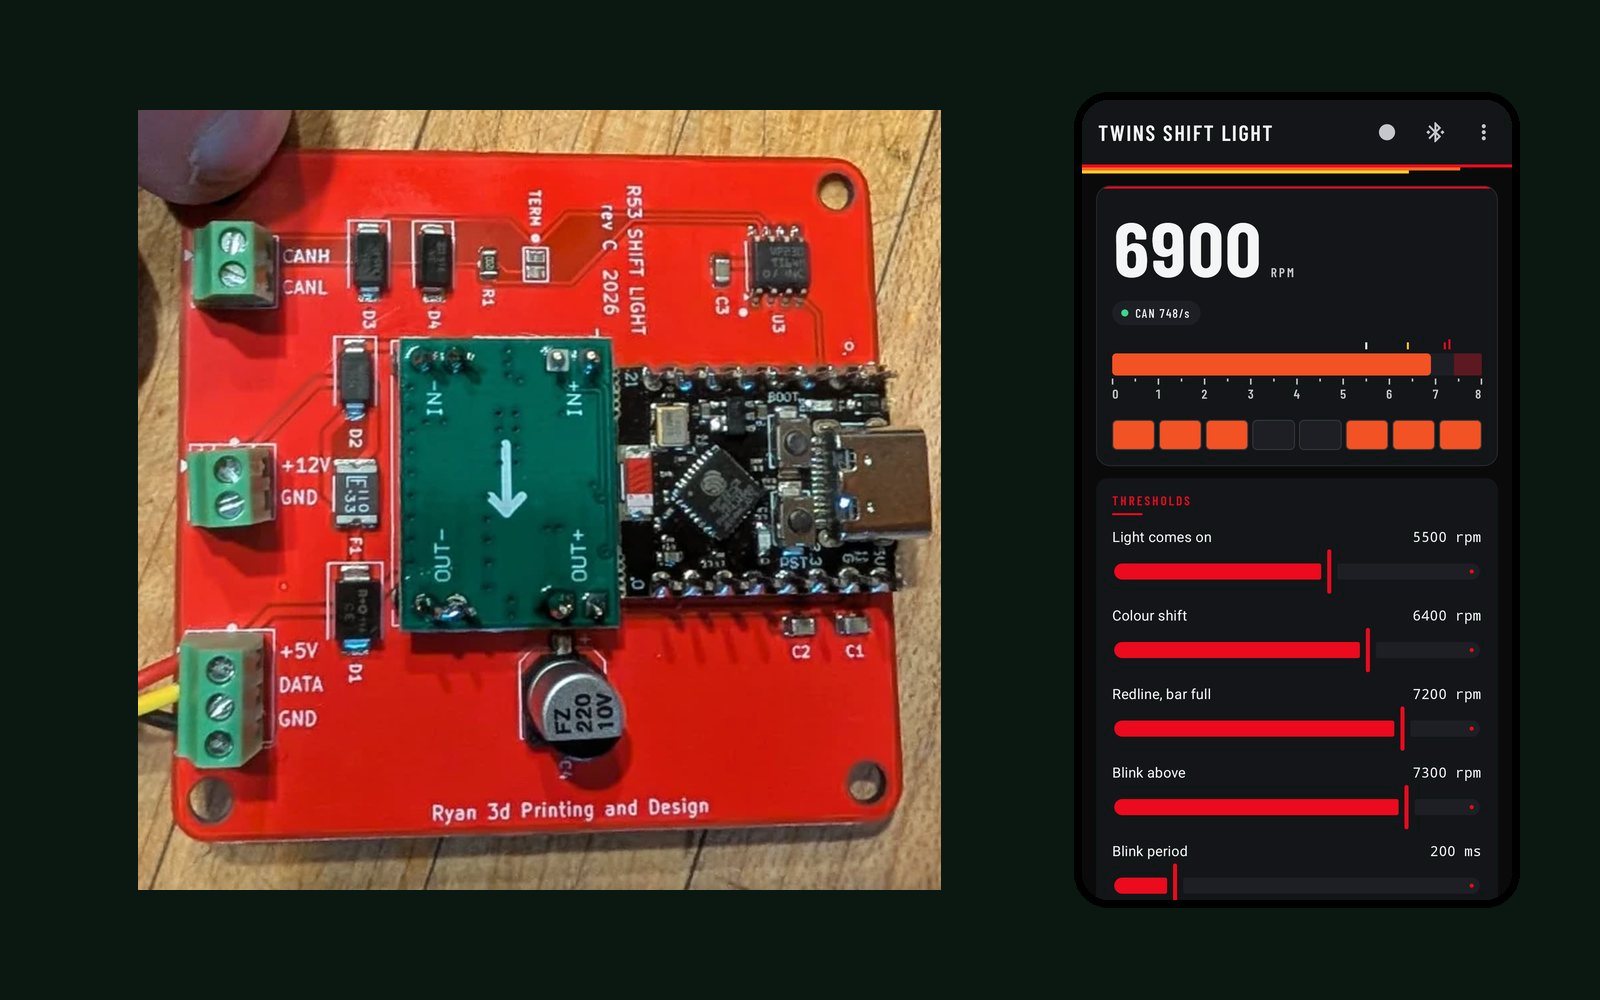 CANH
CANL
D3
D4
R1
TERM
R53 SHIFT LIGHT
rev C 2026
C3
U3
D2
+12V
GND
F1
D1
+5V
DATA
GND
IN-
IN+
OUT-
OUT+
21
BOOT
RST
0
C2
C1
FZ
220
10V
Ryan 3d Printing and Design
TWINS SHIFT LIGHT
6900 RPM
CAN 748/s
0 1 2 3 4 5 6 7 8
THRESHOLDS
Light comes on 5500 rpm
Colour shift 6400 rpm
Redline, bar full 7200 rpm
Blink above 7300 rpm
Blink period 200 ms